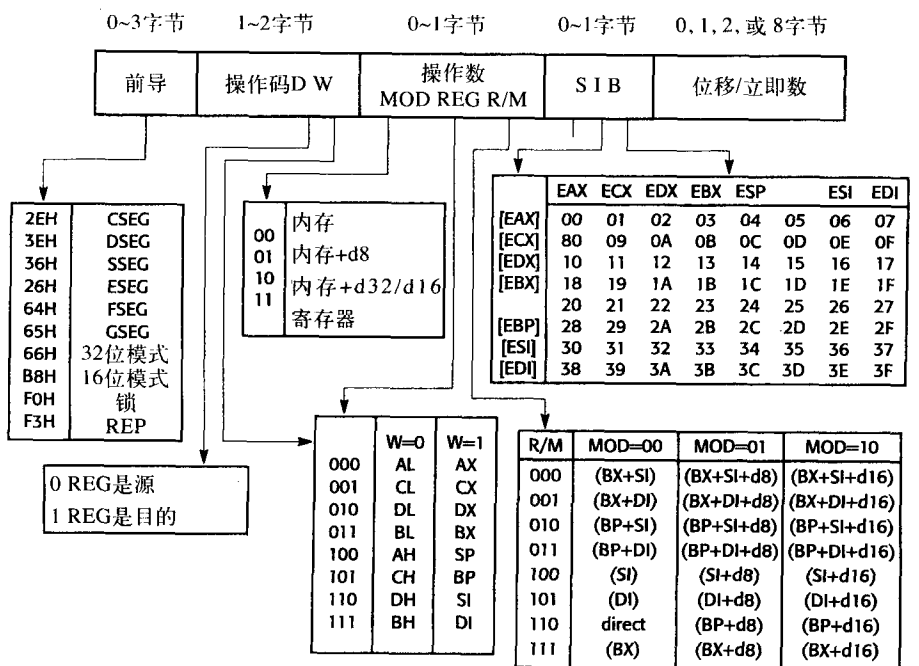 0~3字节 1~2字节 0~1字节 0~1字节 0, 1, 2, 或 8字节
前导 操作码D W 操作数 MOD REG R/M S I B 位移/立即数
2EH CSEG
3EH DSEG
36H SSEG
26H ESEG
64H FSEG
65H GSEG
66H 32位模式
B8H 16位模式
F0H 锁
F3H REP
00 内存
01 内存+d8
10 内存+d32/d16
11 寄存器
EAX ECX EDX EBX ESP ESI EDI
[EAX] 00 01 02 03 04 05 06 07
[ECX] 80 09 0A 0B 0C 0D 0E 0F
[EDX] 10 11 12 13 14 15 16 17
[EBX] 18 19 1A 1B 1C 1D 1E 1F
20 21 22 23 24 25 26 27
[EBP] 28 29 2A 2B 2C 2D 2E 2F
[ESI] 30 31 32 33 34 35 36 37
[EDI] 38 39 3A 3B 3C 3D 3E 3F
0 REG是源
1 REG是目的
W=0 W=1
000 AL AX
001 CL CX
010 DL DX
011 BL BX
100 AH SP
101 CH BP
110 DH SI
111 BH DI
R/M MOD=00 MOD=01 MOD=10
000 (BX+SI) (BX+SI+d8) (BX+SI+d16)
001 (BX+DI) (BX+DI+d8) (BX+DI+d16)
010 (BP+SI) (BP+SI+d8) (BP+SI+d16)
011 (BP+DI) (BP+DI+d8) (BP+DI+d16)
100 (SI) (SI+d8) (SI+d16)
101 (DI) (DI+d8) (DI+d16)
110 direct (BP+d8) (BP+d16)
111 (BX) (BX+d8) (BX+d16)